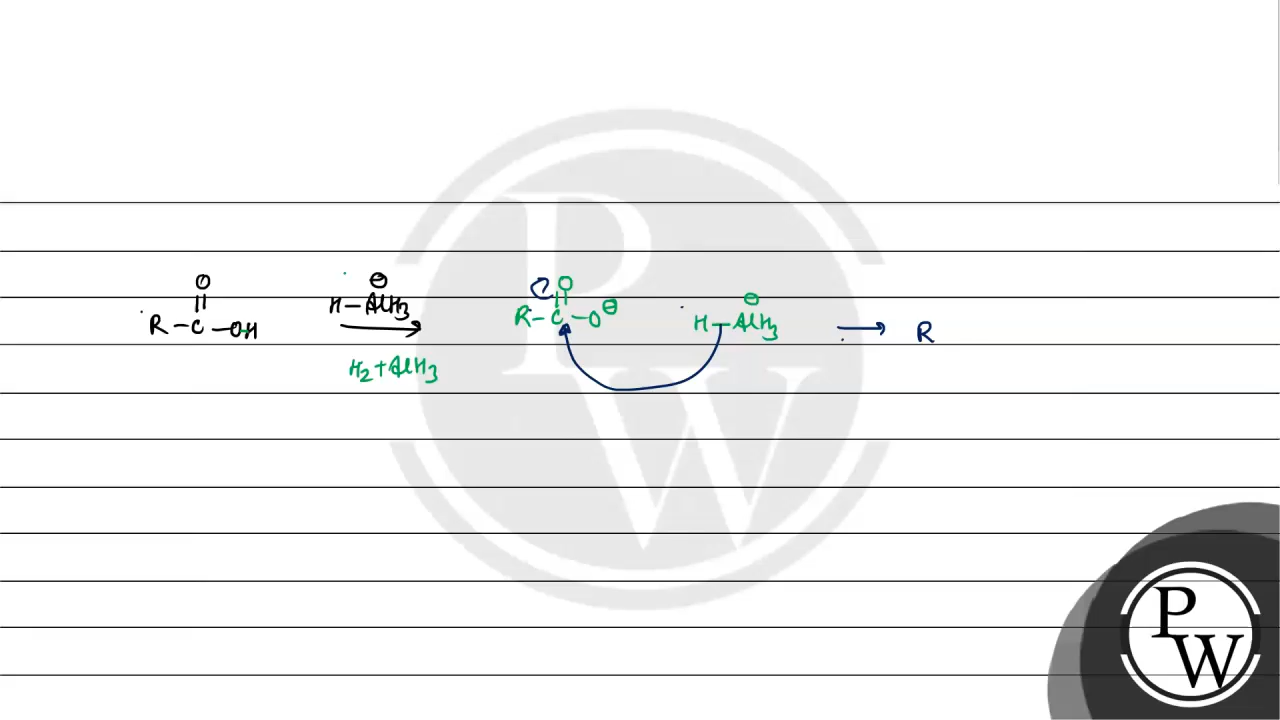 O O
|| ⊖ || ⊖
R-C-OH H-AlH3 → R-C-O⊖ H-AlH3 → R
H2+AlH3
P
W
P
W